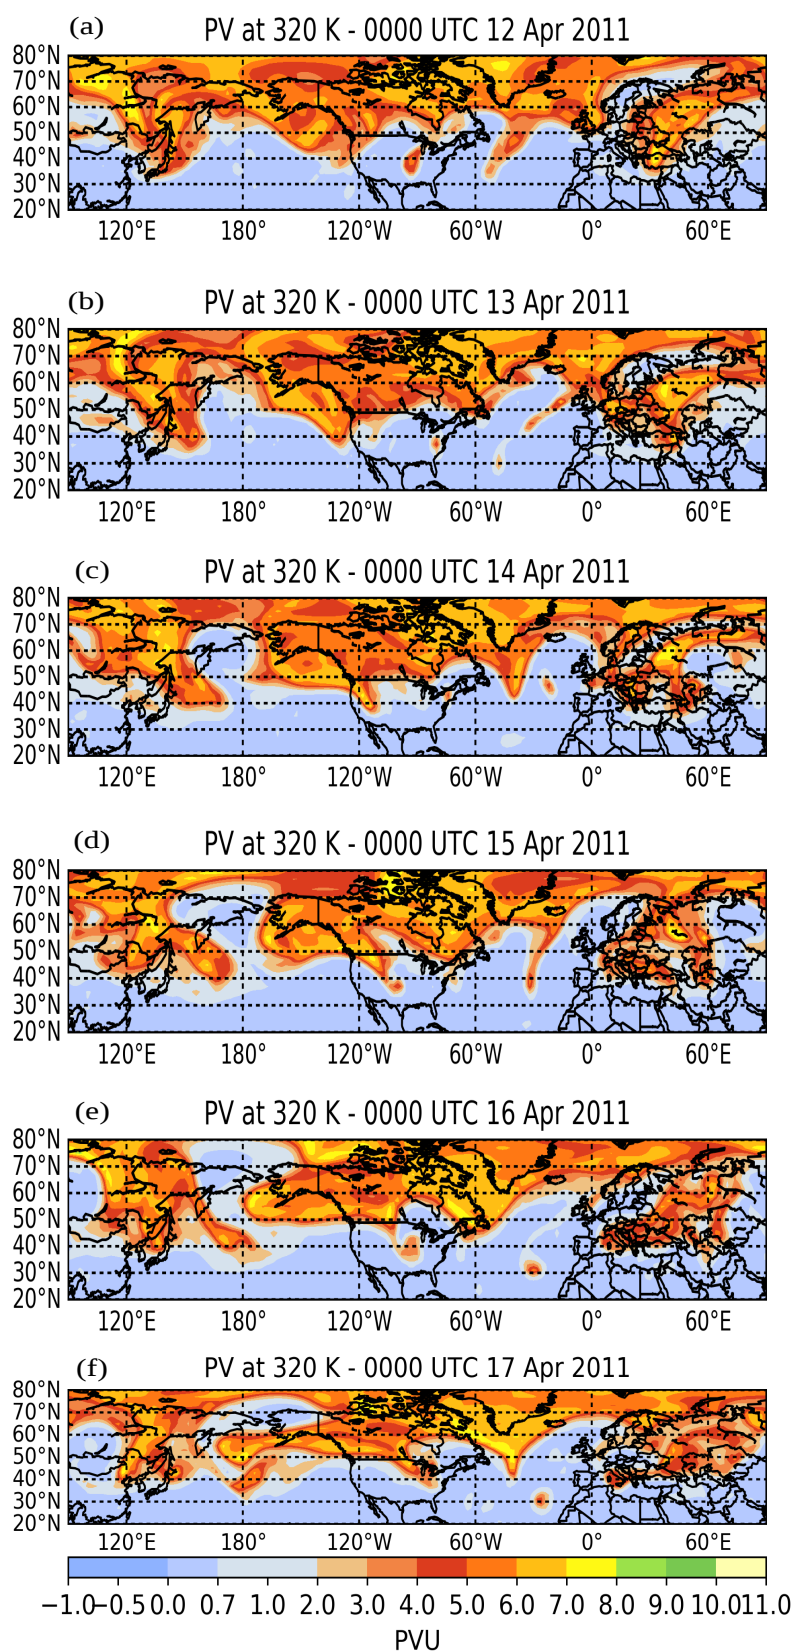 (a) PV at 320 K - 0000 UTC 12 Apr 2011
80°N
70°N
60°N
50°N
40°N
30°N
20°N
120°E 180° 120°W 60°W 0° 60°E
(b) PV at 320 K - 0000 UTC 13 Apr 2011
80°N
70°N
60°N
50°N
40°N
30°N
20°N
120°E 180° 120°W 60°W 0° 60°E
(c) PV at 320 K - 0000 UTC 14 Apr 2011
80°N
70°N
60°N
50°N
40°N
30°N
20°N
120°E 180° 120°W 60°W 0° 60°E
(d) PV at 320 K - 0000 UTC 15 Apr 2011
80°N
70°N
60°N
50°N
40°N
30°N
20°N
120°E 180° 120°W 60°W 0° 60°E
(e) PV at 320 K - 0000 UTC 16 Apr 2011
80°N
70°N
60°N
50°N
40°N
30°N
20°N
120°E 180° 120°W 60°W 0° 60°E
(f) PV at 320 K - 0000 UTC 17 Apr 2011
80°N
70°N
60°N
50°N
40°N
30°N
20°N
120°E 180° 120°W 60°W 0° 60°E
−1.0 −0.5 0.0 0.7 1.0 2.0 3.0 4.0 5.0 6.0 7.0 8.0 9.0 10.0 11.0
PVU